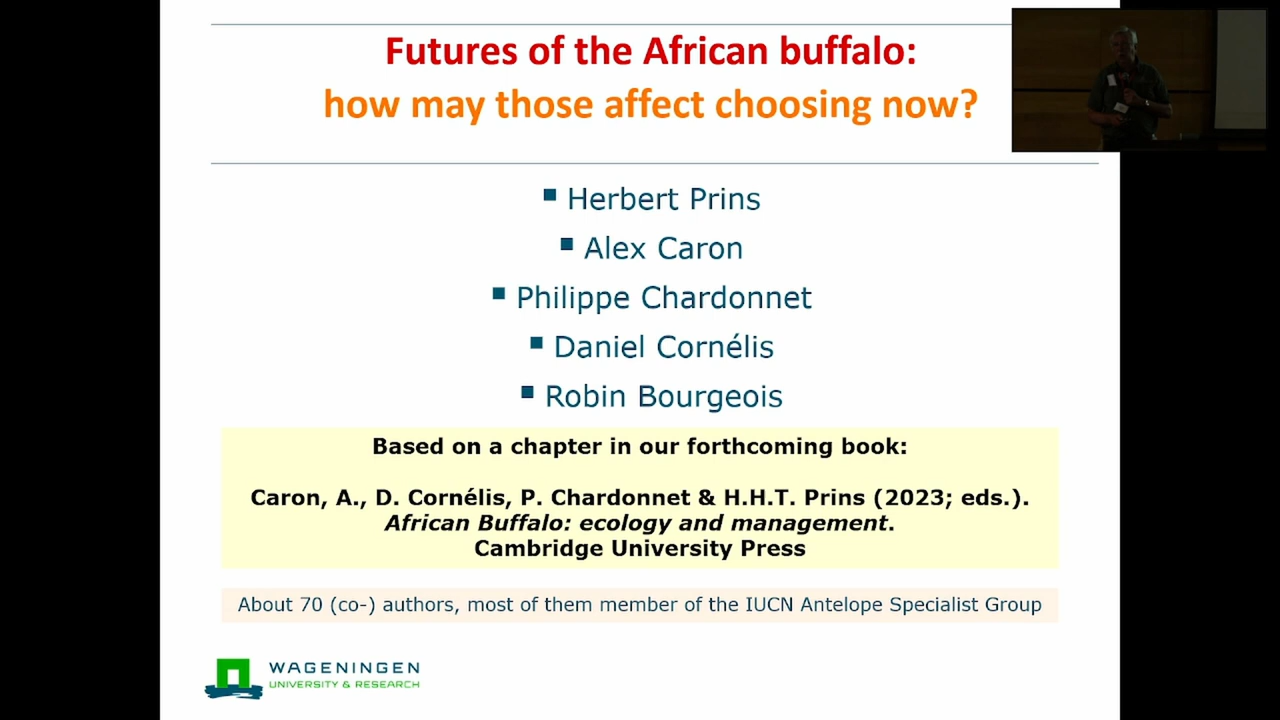 Futures of the African buffalo:
how may those affect choosing now?
Herbert Prins
Alex Caron
Philippe Chardonnet
Daniel Cornélis
Robin Bourgeois
Based on a chapter in our forthcoming book:
Caron, A., D. Cornélis, P. Chardonnet & H.H.T. Prins (2023; eds.).
African Buffalo: ecology and management.
Cambridge University Press
About 70 (co-) authors, most of them member of the IUCN Antelope Specialist Group
WAGENINGEN
UNIVERSITY & RESEARCH